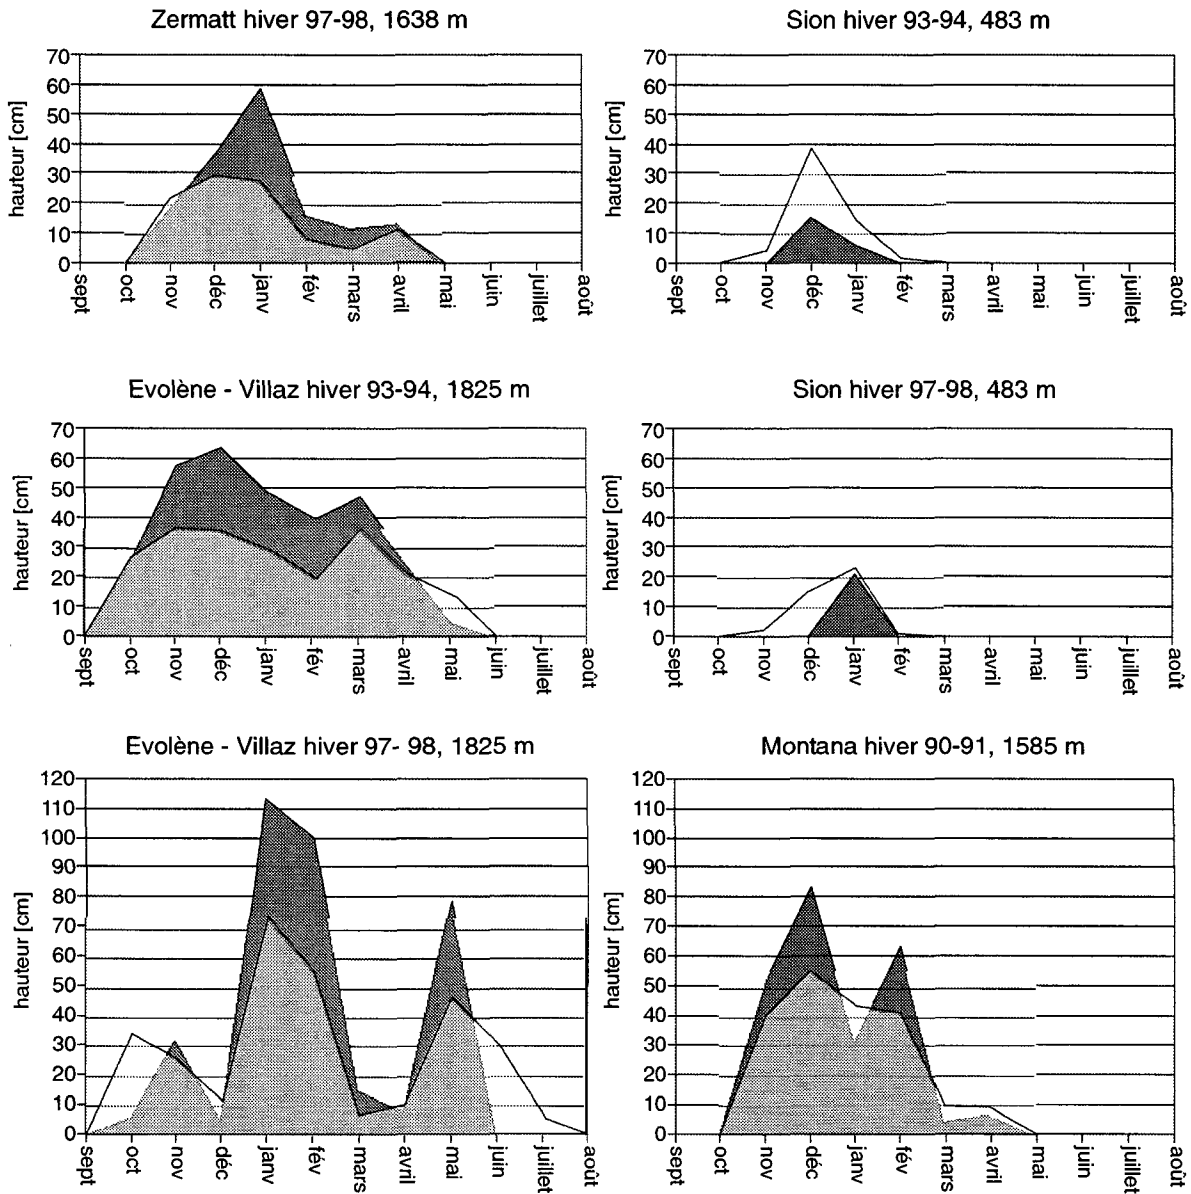 Zermatt hiver 97-98, 1638 m
hauteur [cm]
70
60
50
40
30
20
10
0
sept
oct
nov
déc
janv
fév
mars
avril
mai
juin
juillet
août
Sion hiver 93-94, 483 m
hauteur [cm]
70
60
50
40
30
20
10
0
sept
oct
nov
déc
janv
fév
mars
avril
mai
juin
juillet
août
Evolène - Villaz hiver 93-94, 1825 m
hauteur [cm]
70
60
50
40
30
20
10
0
sept
oct
nov
déc
janv
fév
mars
avril
mai
juin
juillet
août
Sion hiver 97-98, 483 m
hauteur [cm]
70
60
50
40
30
20
10
0
sept
oct
nov
déc
janv
fév
mars
avril
mai
juin
juillet
août
Evolène - Villaz hiver 97- 98, 1825 m
hauteur [cm]
120
110
100
90
80
70
60
50
40
30
20
10
0
sept
oct
nov
déc
janv
fév
mars
avril
mai
juin
juillet
août
Montana hiver 90-91, 1585 m
hauteur [cm]
120
110
100
90
80
70
60
50
40
30
20
10
0
sept
oct
nov
déc
janv
fév
mars
avril
mai
juin
juillet
août